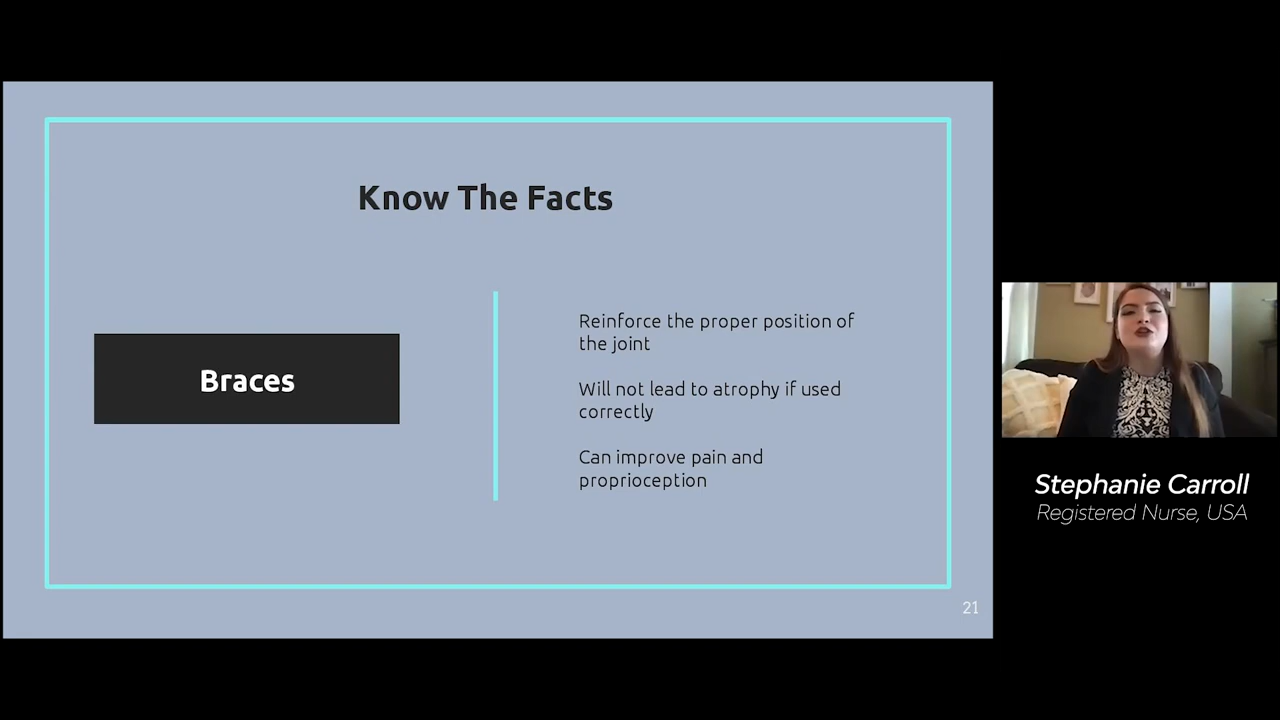 Know The Facts
Braces
Reinforce the proper position of
the joint
Will not lead to atrophy if used
correctly
Can improve pain and
proprioception
21
Stephanie Carroll
Registered Nurse, USA